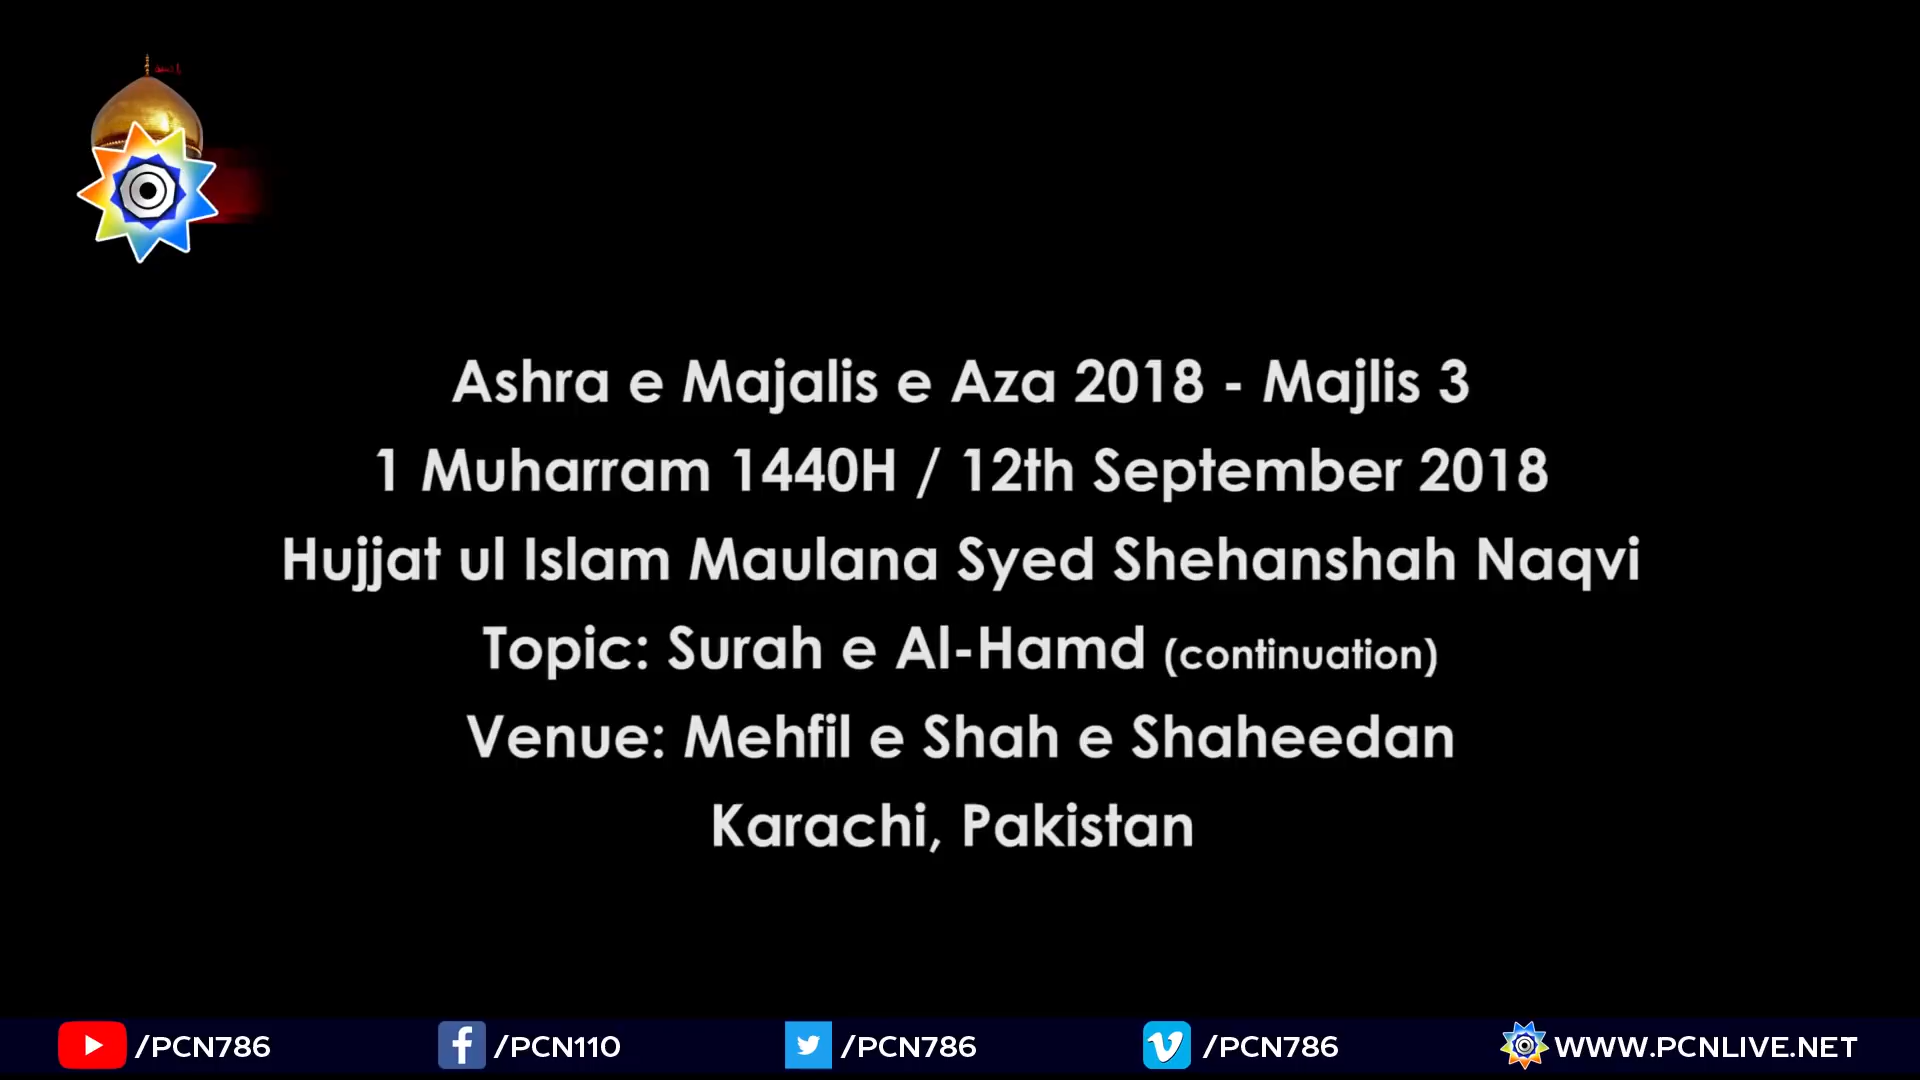 Ashra e Majalis e Aza 2018 - Majlis 3
1 Muharram 1440H / 12th September 2018
Hujjat ul Islam Maulana Syed Shehanshah Naqvi
Topic: Surah e Al-Hamd (continuation)
Venue: Mehfil e Shah e Shaheedan
Karachi, Pakistan
/PCN786 /PCN110 /PCN786 /PCN786 WWW.PCNLIVE.NET